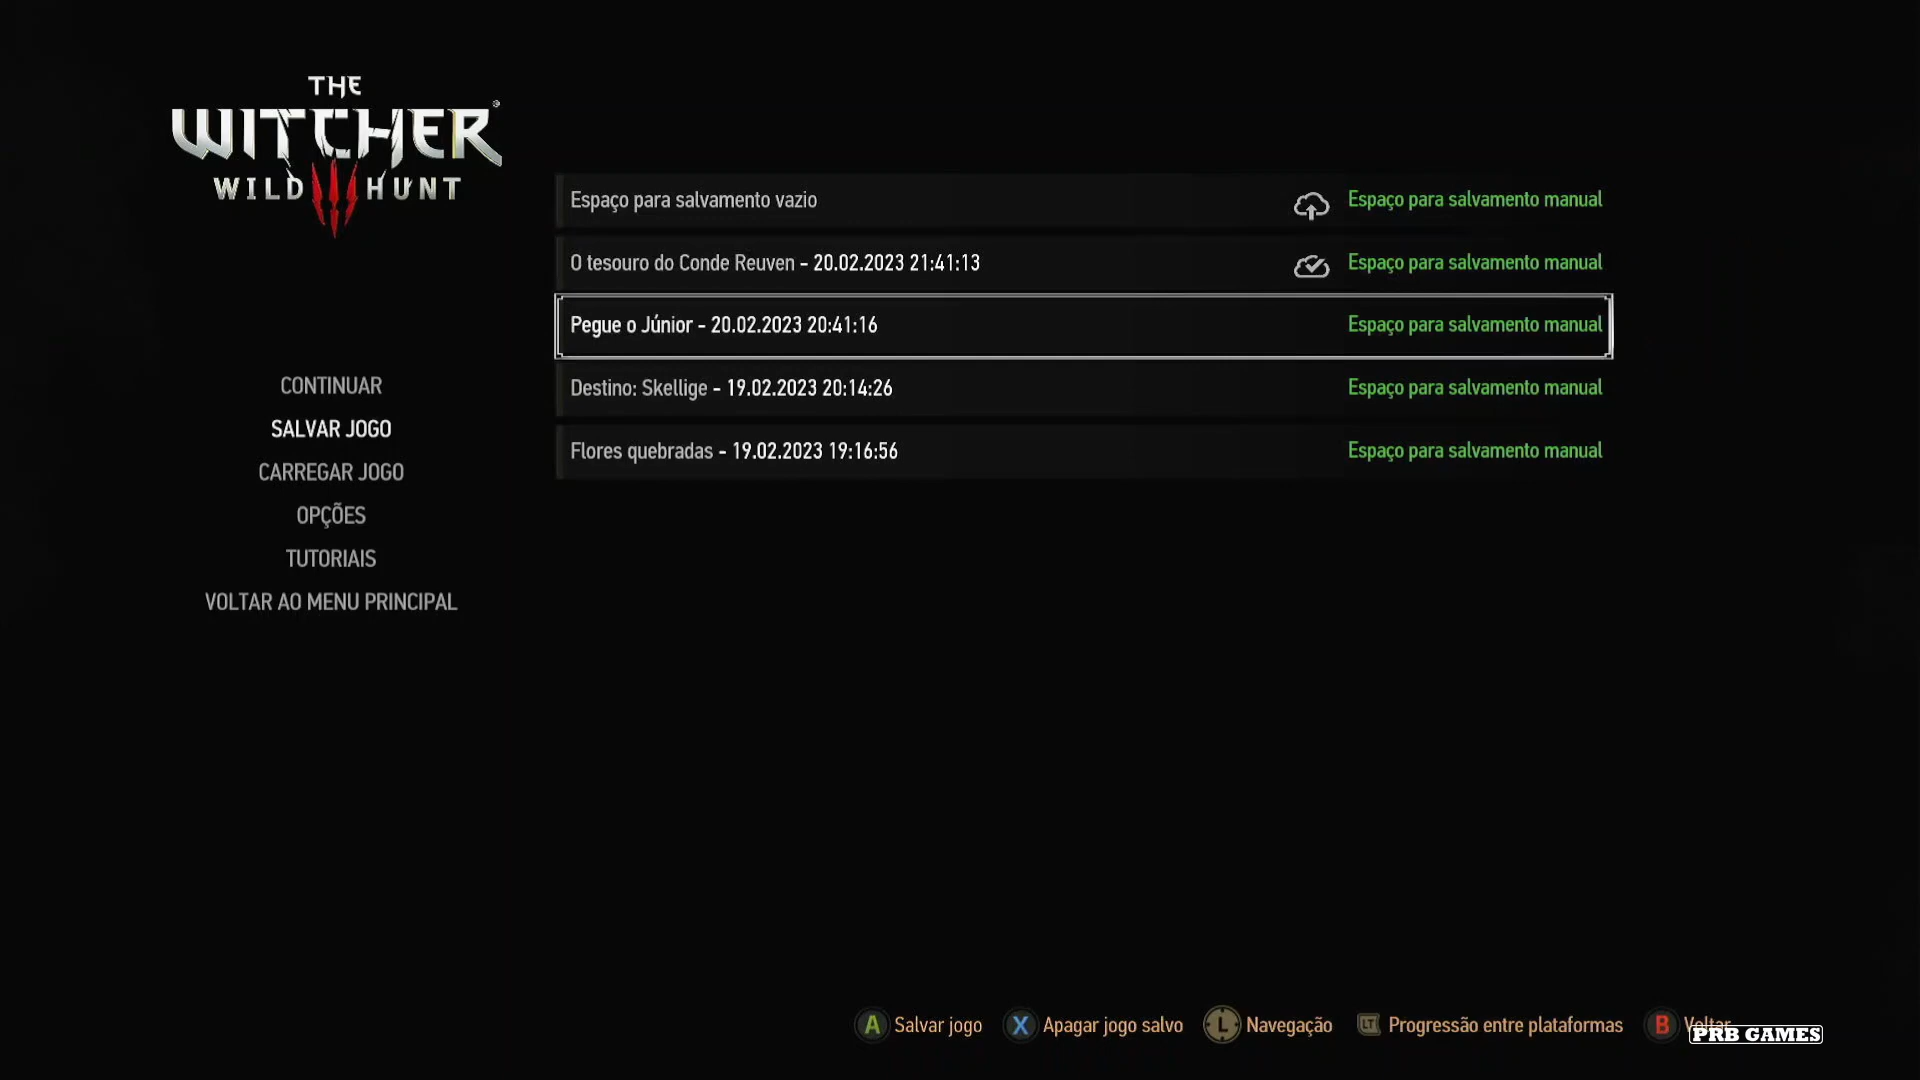 THE
WITCHER
WILD HUNT
Espaço para salvamento vazio Espaço para salvamento manual
O tesouro do Conde Reuven - 20.02.2023 21:41:13 Espaço para salvamento manual
Pegue o Júnior - 20.02.2023 20:41:16 Espaço para salvamento manual
Destino: Skellige - 19.02.2023 20:14:26 Espaço para salvamento manual
Flores quebradas - 19.02.2023 19:16:56 Espaço para salvamento manual
CONTINUAR
SALVAR JOGO
CARREGAR JOGO
OPÇÕES
TUTORIAIS
VOLTAR AO MENU PRINCIPAL
A Salvar jogo X Apagar jogo salvo L Navegação LT Progressão entre plataformas B Voltar
PRB GAMES